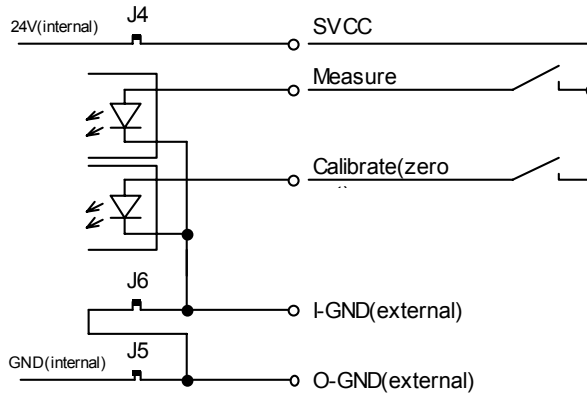 J4
24V(internal)
SVCC
Measure
Calibrate(zero
J6
I-GND(external)
J5
GND(internal)
O-GND(external)